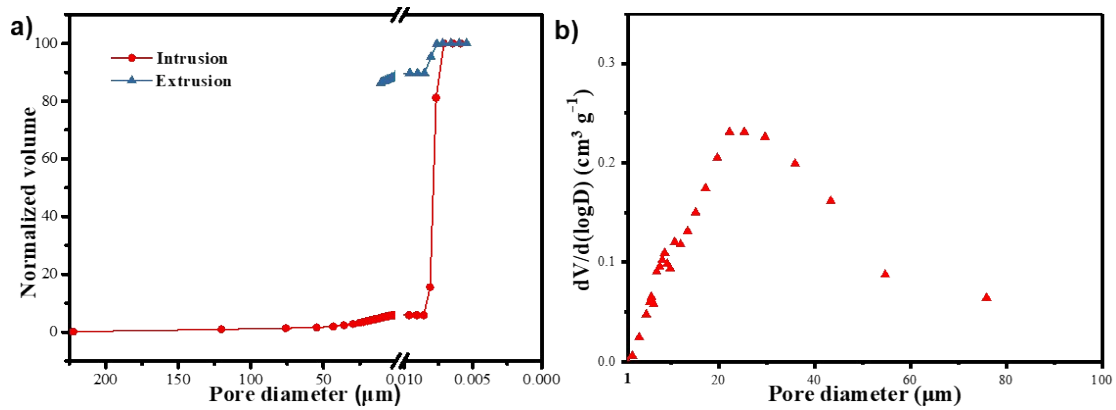 a)
Intrusion
Extrusion
Normalized volume
100
80
60
40
20
0
200 150 100 50 0.010 0.005 0.000
Pore diameter (μm)
b)
dV/d(logD) (cm³ g⁻¹)
0.3
0.2
0.1
0.0
1 20 40 60 80 100
Pore diameter (μm)